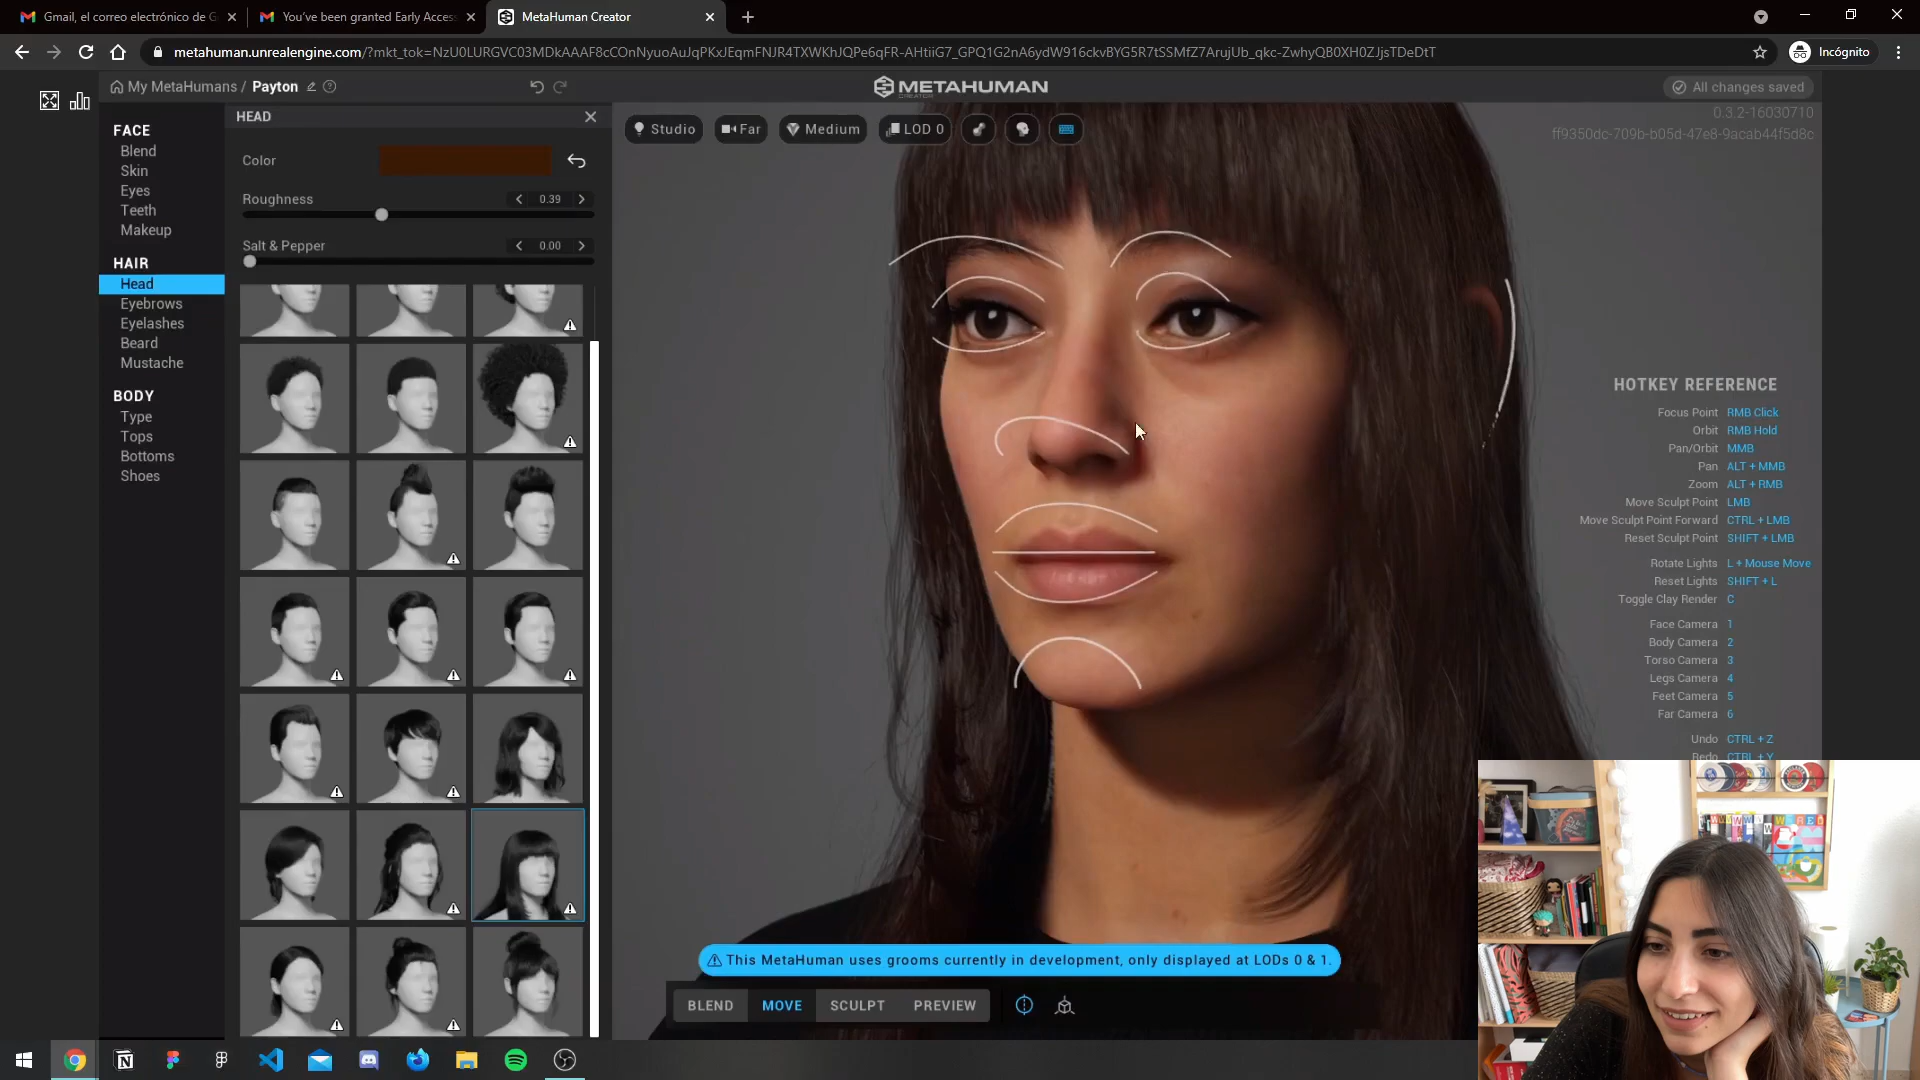 Gmail, el correo electrónico de G
You've been granted Early Acces
MetaHuman Creator
metahuman.unrealengine.com/?mkt_tok=NzU0LURGVC03MDkAAAF8cCOnNyuoAuJqPKxJEqmFNJR4TXWKhJQPe6qFR-AHtiiG7_GPQ1G2nA6ydW916ckvBYG5R7tSSMfZ7ArujUb_qkc-ZwhyQB0XH0ZJjsTDeDtT
Incógnito
My MetaHumans / Payton
METAHUMAN
CREATOR
All changes saved
0.3.2-16030710
ff9350dc-709b-b05d-47e8-9acab44f5d8c
FACE
Blend
Skin
Eyes
Teeth
Makeup
HAIR
Head
Eyebrows
Eyelashes
Beard
Mustache
BODY
Type
Tops
Bottoms
Shoes
HEAD
Color
Roughness
0.39
Salt & Pepper
0.00
Studio
Far
Medium
LOD 0
HOTKEY REFERENCE
Focus Point RMB Click
Orbit RMB Hold
Pan/Orbit MMB
Pan ALT + MMB
Zoom ALT + RMB
Move Sculpt Point LMB
Move Sculpt Point Forward CTRL + LMB
Reset Sculpt Point SHIFT + LMB
Rotate Lights L + Mouse Move
Reset Lights SHIFT + L
Toggle Clay Render C
Face Camera 1
Body Camera 2
Torso Camera 3
Legs Camera 4
Feet Camera 5
Far Camera 6
Undo CTRL + Z
Redo CTRL + Y
This MetaHuman uses grooms currently in development, only displayed at LODs 0 & 1.
BLEND
MOVE
SCULPT
PREVIEW
WIRED